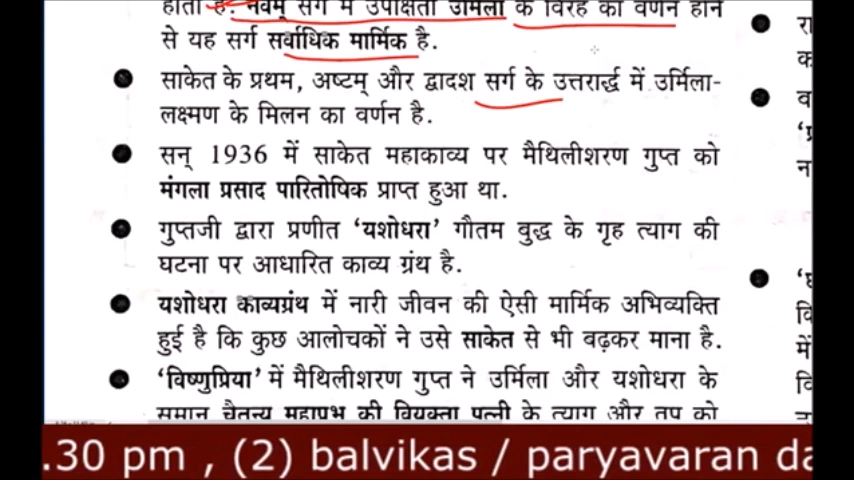 होता है. नवम् सर्ग में उपेक्षिता उर्मिला के विरह का वर्णन होने
से यह सर्ग सर्वाधिक मार्मिक है.
साकेत के प्रथम, अष्टम् और द्वादश सर्ग के उत्तरार्द्ध में उर्मिला-
लक्ष्मण के मिलन का वर्णन है.
सन् 1936 में साकेत महाकाव्य पर मैथिलीशरण गुप्त को
मंगला प्रसाद पारितोषिक प्राप्त हुआ था.
गुप्तजी द्वारा प्रणीत ‘यशोधरा’ गौतम बुद्ध के गृह त्याग की
घटना पर आधारित काव्य ग्रंथ है.
यशोधरा काव्यग्रंथ में नारी जीवन की ऐसी मार्मिक अभिव्यक्ति
हुई है कि कुछ आलोचकों ने उसे साकेत से भी बढ़कर माना है.
‘विष्णुप्रिया’ में मैथिलीशरण गुप्त ने उर्मिला और यशोधरा के
समान चैतन्य महाप्रभु की वियुक्ता पत्नी के त्याग और तप को
.30 pm , (2) balvikas / paryavaran da